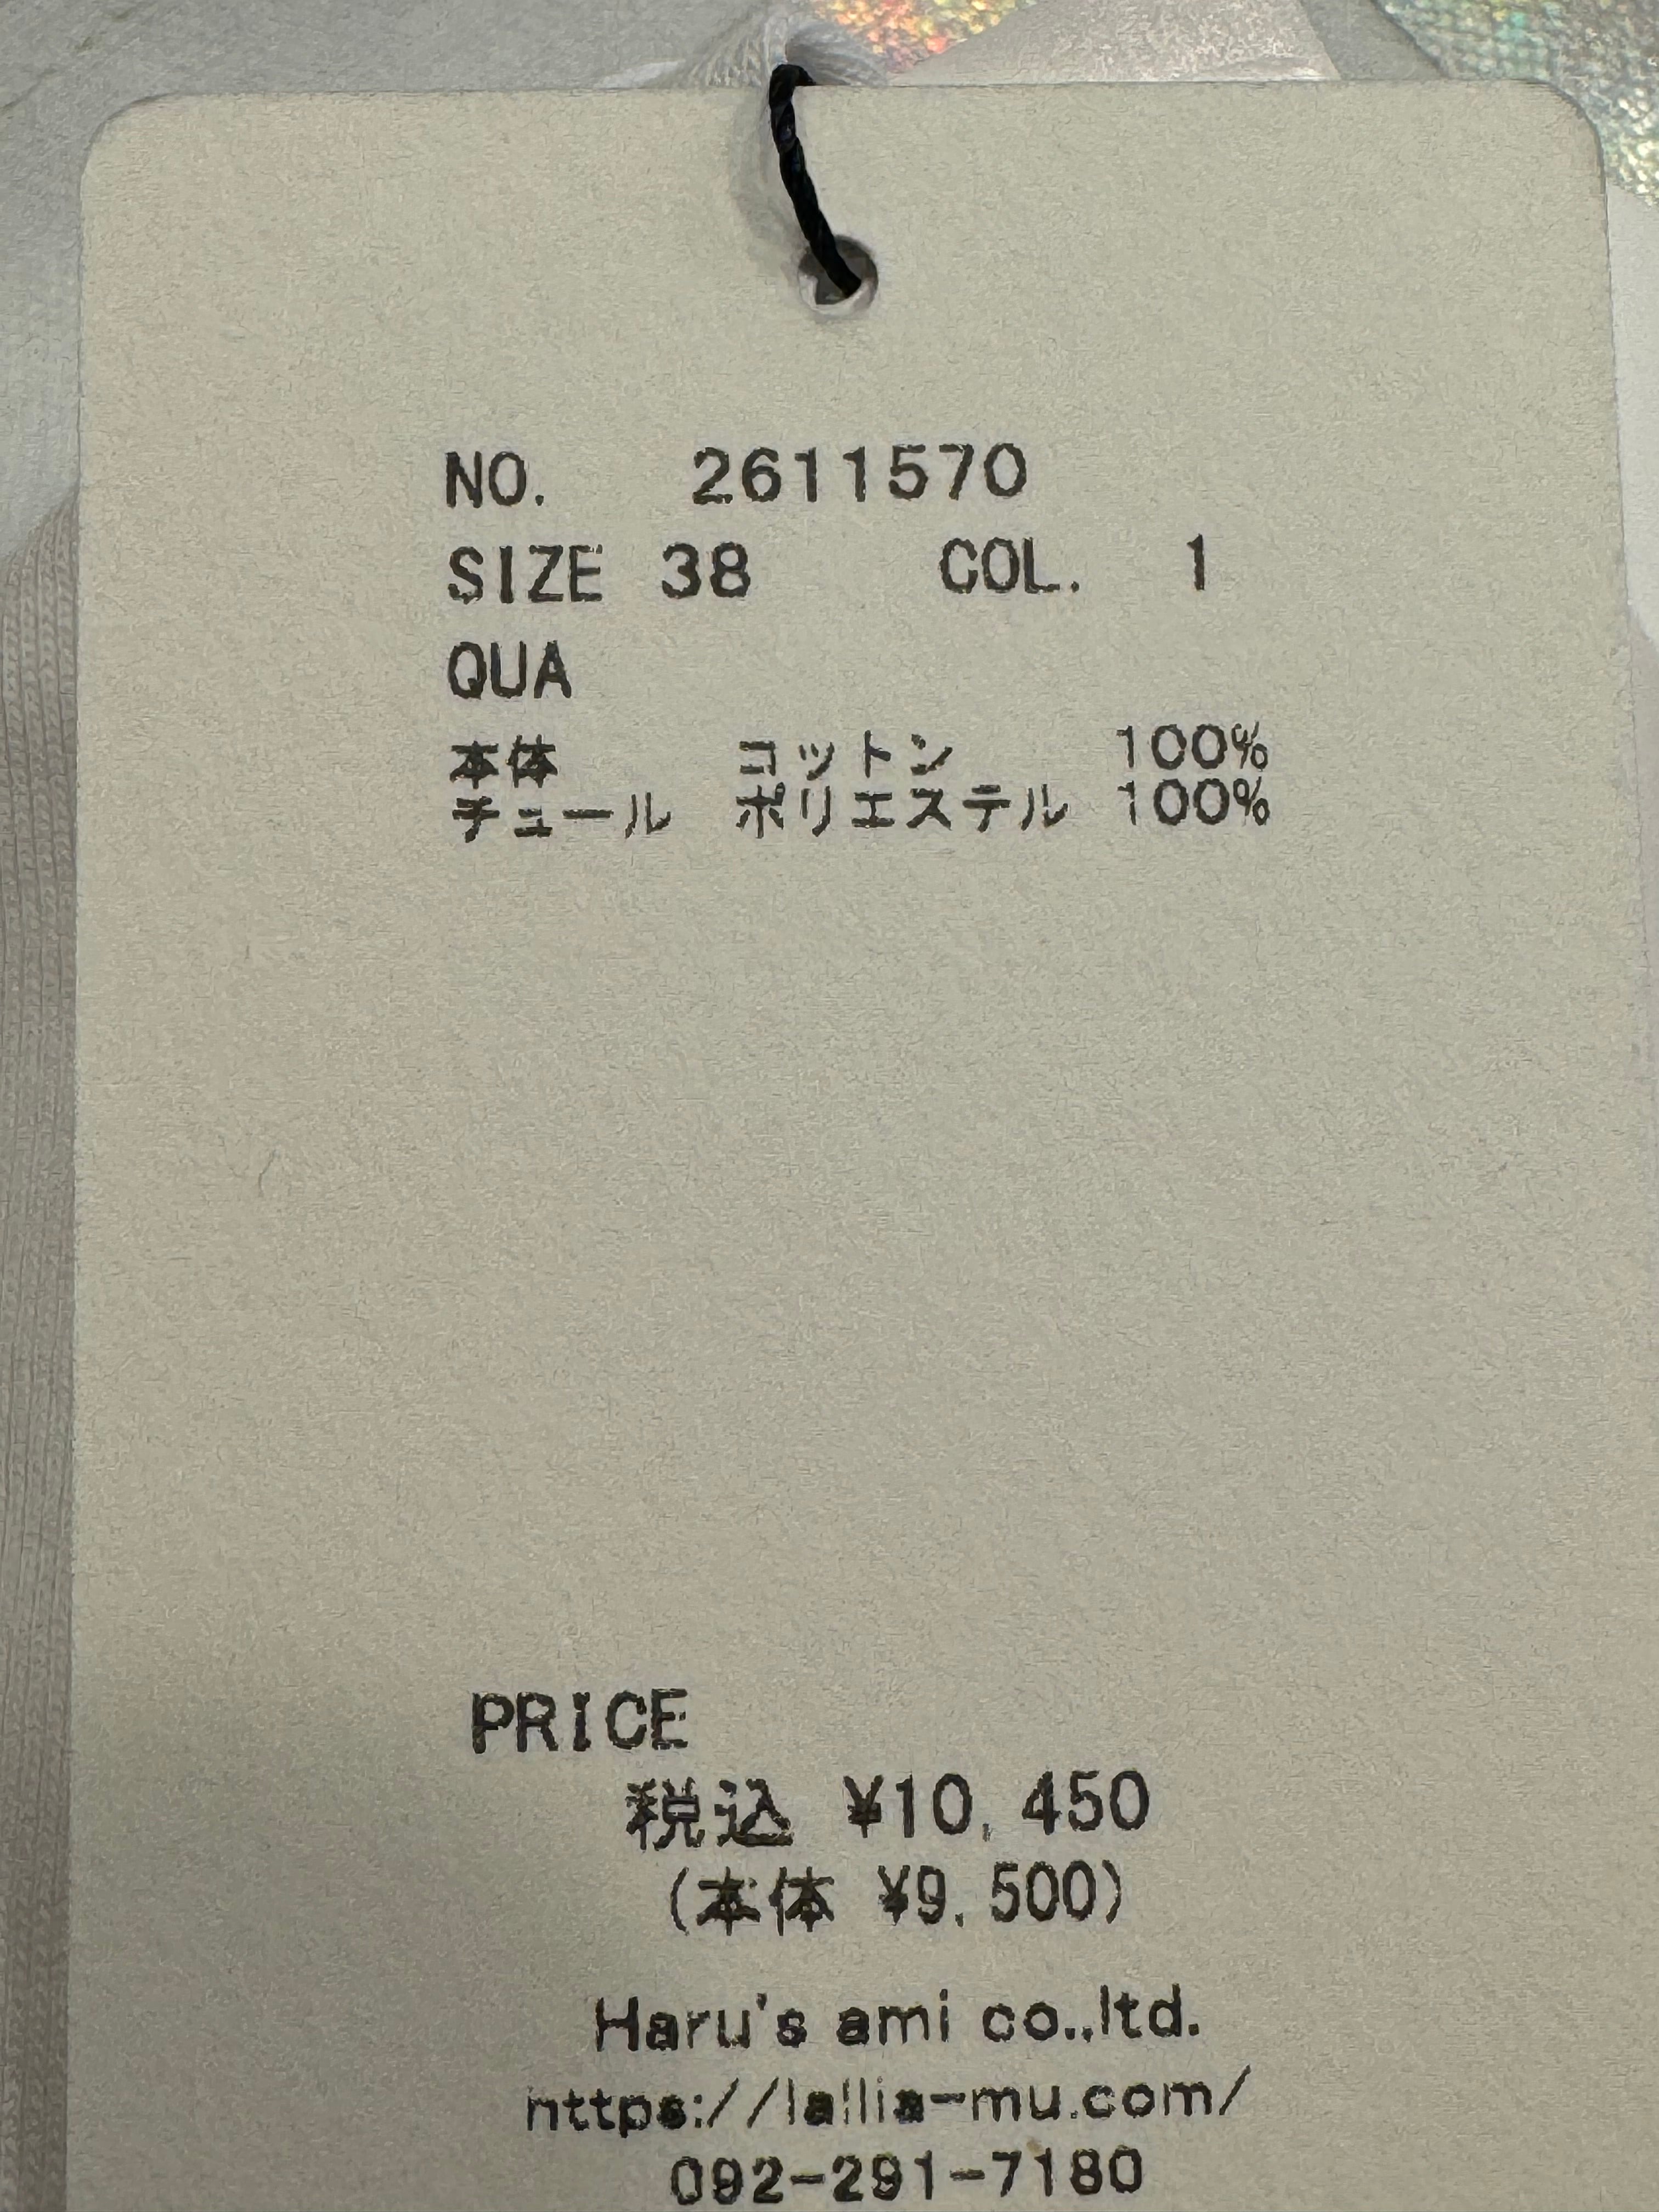 NO. 2611570
SIZE 38 COL. 1
QUA
本体 コットン 100%
チュール ポリエステル 100%
PRICE
税込 ¥10,450
(本体 ¥9,500)
Haru's ami co.,ltd.
https://lallia-mu.com/
092-291-7180